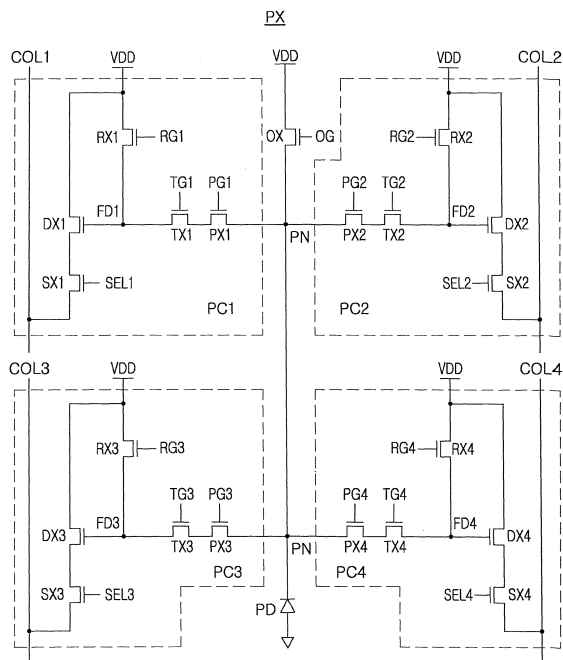 PX
COL1 VDD VDD VDD COL2
RX1 RG1 OX OG RG2 RX2
TG1 PG1 PG2 TG2
DX1 FD1 FD2 DX2
TX1 PX1 PN PX2 TX2
SX1 SEL1 SEL2 SX2
PC1 PC2
COL3 VDD VDD COL4
RX3 RG3 RG4 RX4
TG3 PG3 PG4 TG4
DX3 FD3 FD4 DX4
TX3 PX3 PN PX4 TX4
PC3 PC4
SX3 SEL3 SEL4 SX4
PD